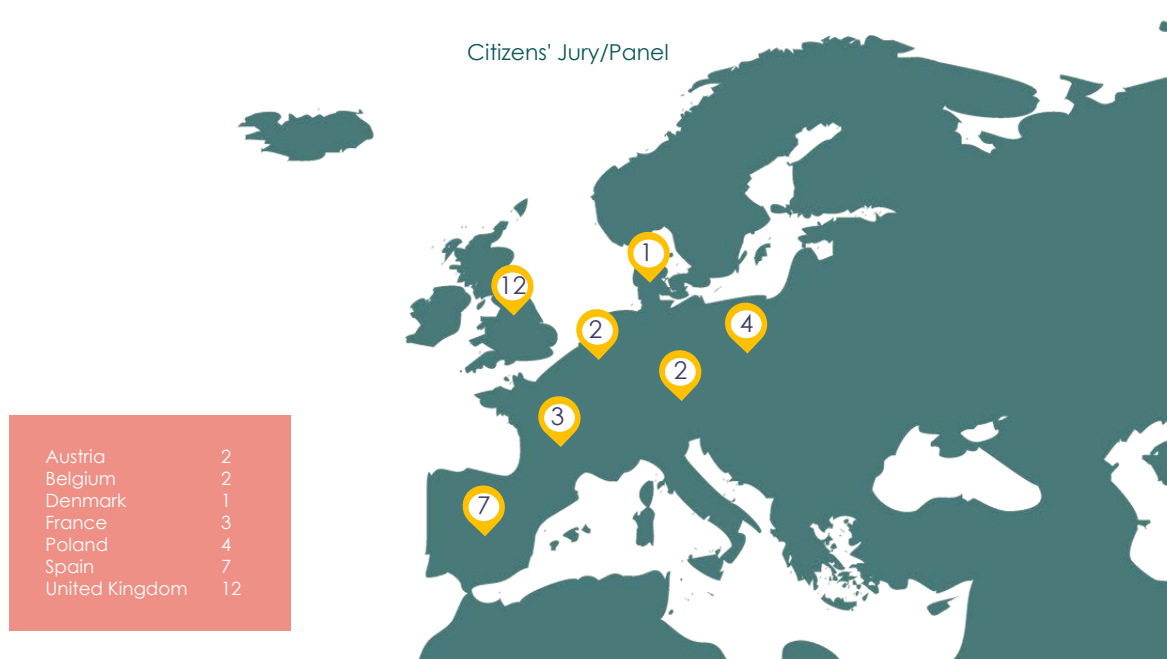 Citizens' Jury/Panel
1
12
2
4
2
3
7
Austria 2
Belgium 2
Denmark 1
France 3
Poland 4
Spain 7
United Kingdom 12